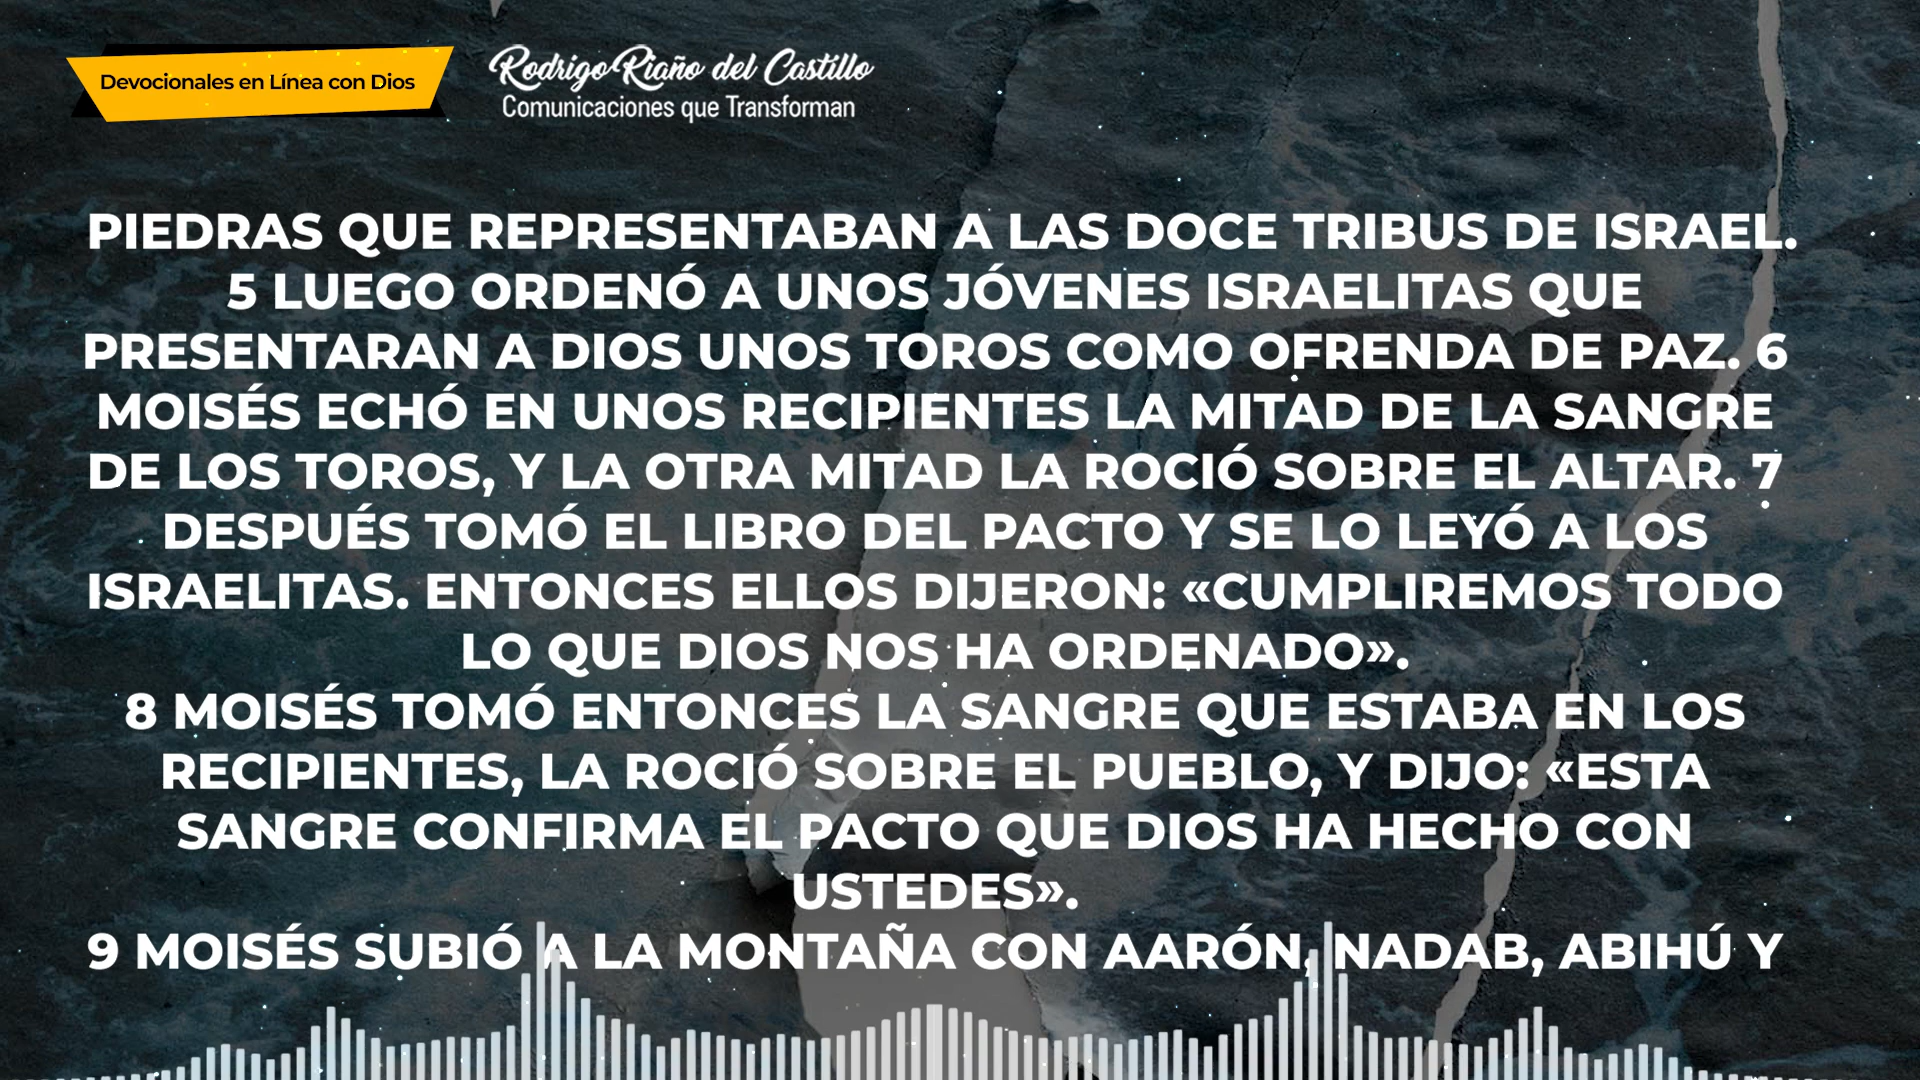 Devocionales en Línea con Dios
Rodrigo Riaño del Castillo
Comunicaciones que Transforman
PIEDRAS QUE REPRESENTABAN A LAS DOCE TRIBUS DE ISRAEL.
5 LUEGO ORDENÓ A UNOS JÓVENES ISRAELITAS QUE
PRESENTARAN A DIOS UNOS TOROS COMO OFRENDA DE PAZ. 6
MOISÉS ECHÓ EN UNOS RECIPIENTES LA MITAD DE LA SANGRE
DE LOS TOROS, Y LA OTRA MITAD LA ROCIÓ SOBRE EL ALTAR. 7
DESPUÉS TOMÓ EL LIBRO DEL PACTO Y SE LO LEYÓ A LOS
ISRAELITAS. ENTONCES ELLOS DIJERON: «CUMPLIREMOS TODO
LO QUE DIOS NOS HA ORDENADO».
8 MOISÉS TOMÓ ENTONCES LA SANGRE QUE ESTABA EN LOS
RECIPIENTES, LA ROCIÓ SOBRE EL PUEBLO, Y DIJO: «ESTA
SANGRE CONFIRMA EL PACTO QUE DIOS HA HECHO CON
USTEDES».
9 MOISÉS SUBIÓ A LA MONTAÑA CON AARÓN, NADAB, ABIHÚ Y